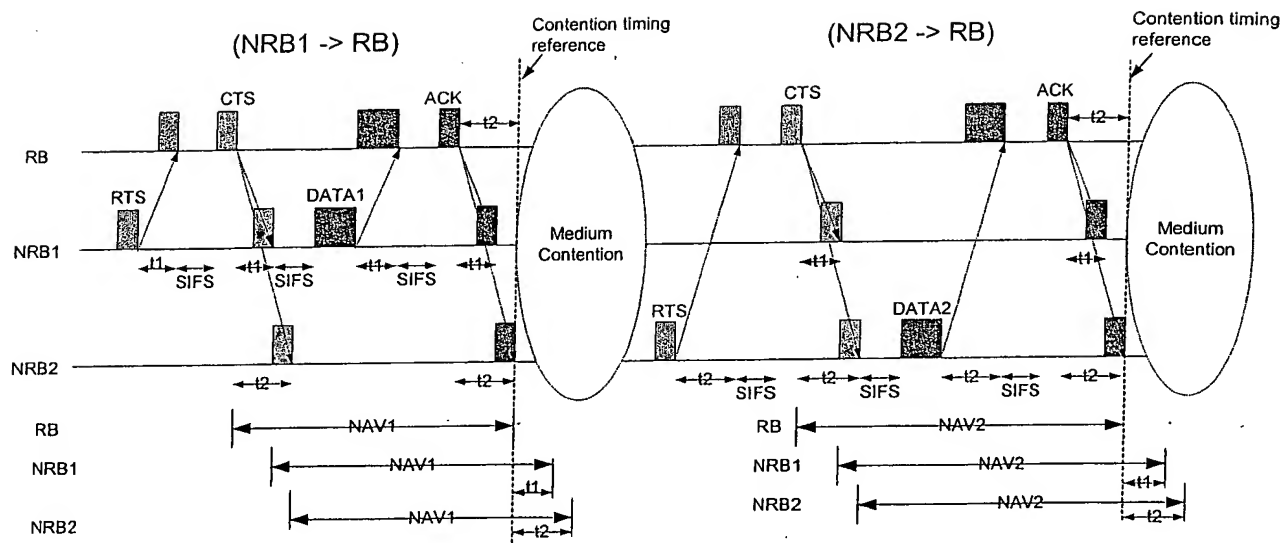 Contention timing
reference
(NRB1 -> RB)
Contention timing
reference
(NRB2 -> RB)
CTS
ACK
t2
CTS
ACK
t2
RB
RTS
DATA1
Medium
Contention
Medium
Contention
NRB1
t1
SIFS
t1
SIFS
t1
SIFS
t1
t1
t1
RTS
DATA2
NRB2
t2
t2
t2
SIFS
t2
SIFS
t2
SIFS
t2
RB
NAV1
RB
NAV2
NRB1
NAV1
t1
NRB1
NAV2
t1
NRB2
NAV1
t2
NRB2
NAV2
t2